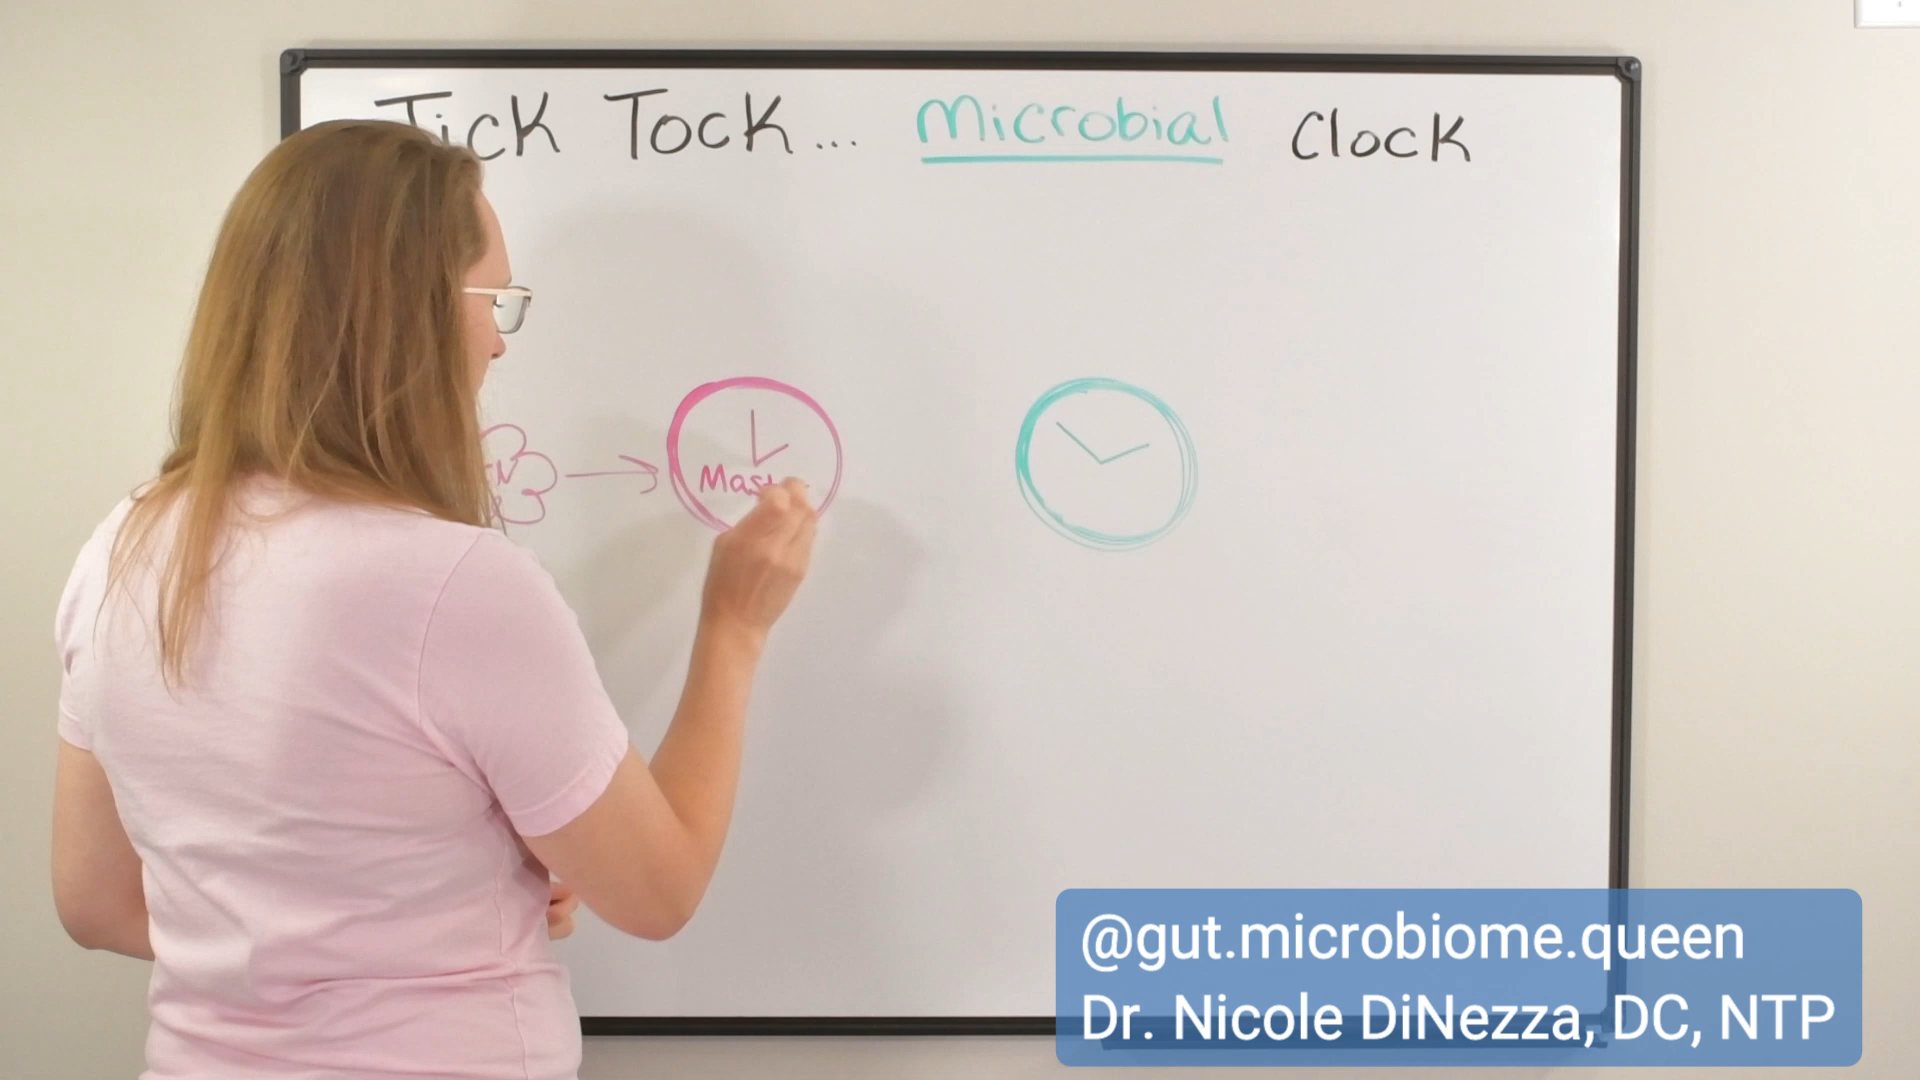 Tick Tock... Microbial Clock
@gut.microbiome.queen
Dr. Nicole DiNezza, DC, NTP